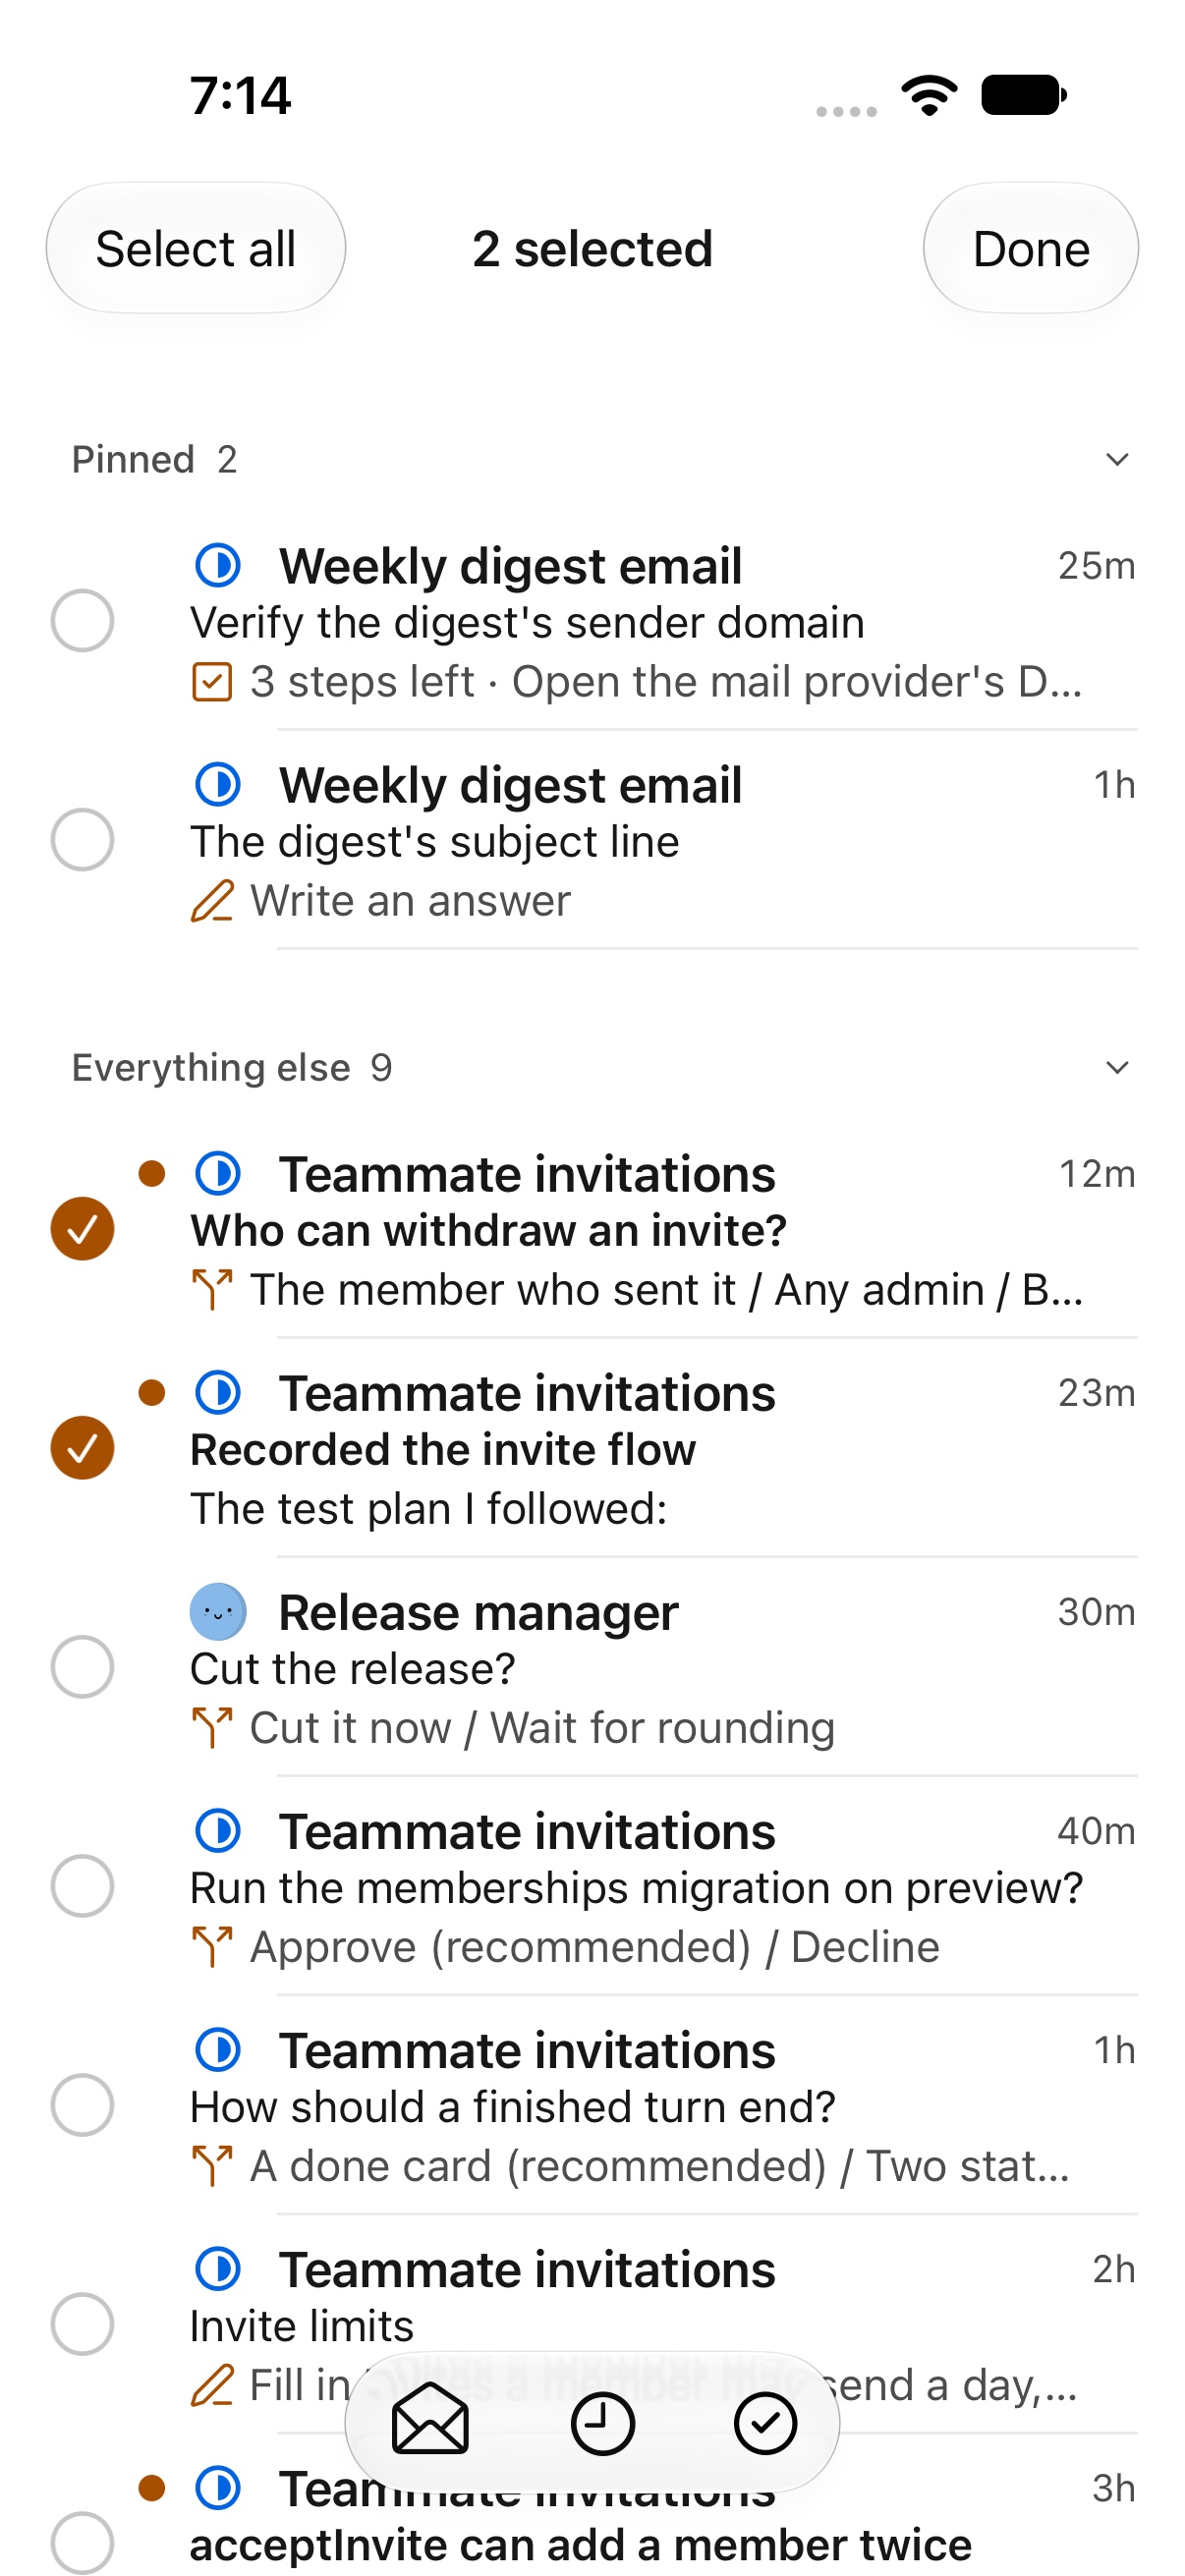 7:14
Select all
2 selected
Done
Pinned 2
Weekly digest email 25m
Verify the digest's sender domain
3 steps left · Open the mail provider's D...
Weekly digest email 1h
The digest's subject line
Write an answer
Everything else 9
Teammate invitations 12m
Who can withdraw an invite?
The member who sent it / Any admin / B...
Teammate invitations 23m
Recorded the invite flow
The test plan I followed:
Release manager 30m
Cut the release?
Cut it now / Wait for rounding
Teammate invitations 40m
Run the memberships migration on preview?
Approve (recommended) / Decline
Teammate invitations 1h
How should a finished turn end?
A done card (recommended) / Two stat...
Teammate invitations 2h
Invite limits
Fill in send a day,...
Teammate invitations 3h
acceptInvite can add a member twice